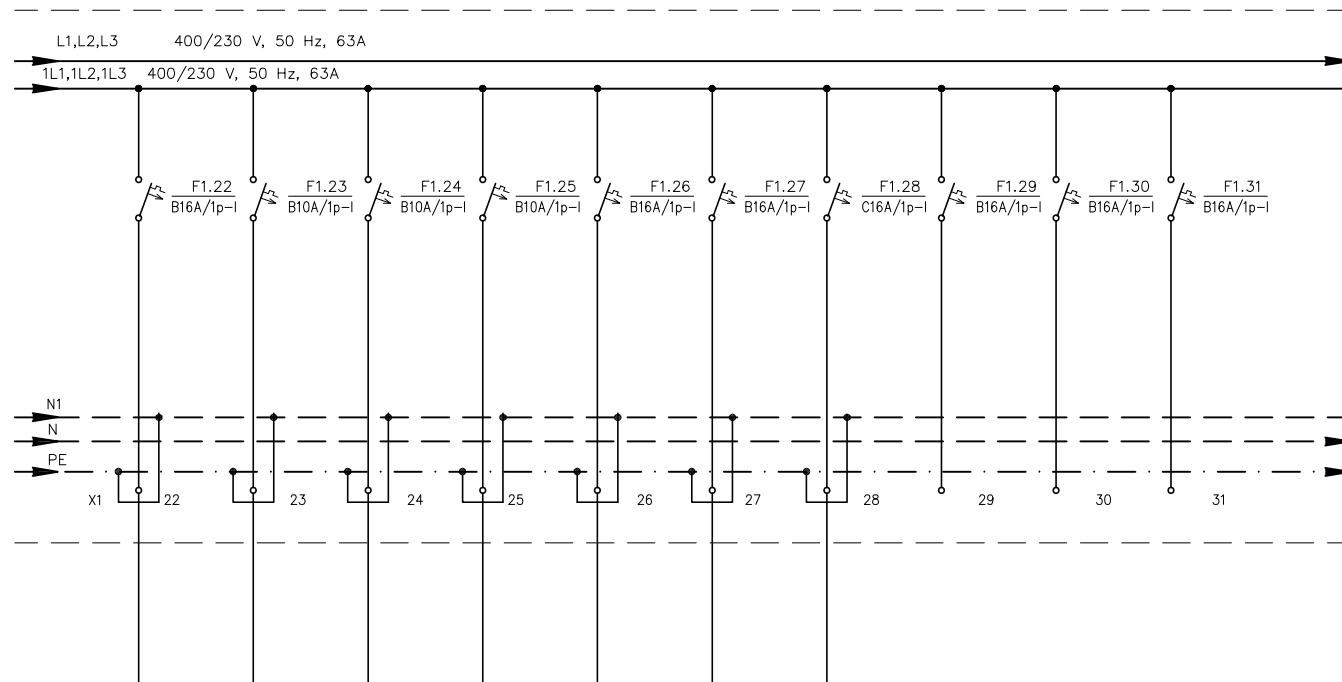 L1,L2,L3 400/230 V, 50 Hz, 63A
1L1,1L2,1L3 400/230 V, 50 Hz, 63A
F1.22 F1.23 F1.24 F1.25 F1.26 F1.27 F1.28 F1.29 F1.30 F1.31
B16A/1p-I B10A/1p-I B10A/1p-I B10A/1p-I B16A/1p-I B16A/1p-I C16A/1p-I B16A/1p-I B16A/1p-I B16A/1p-I
N1
N
PE
X1 22 23 24 25 26 27 28 29 30 31